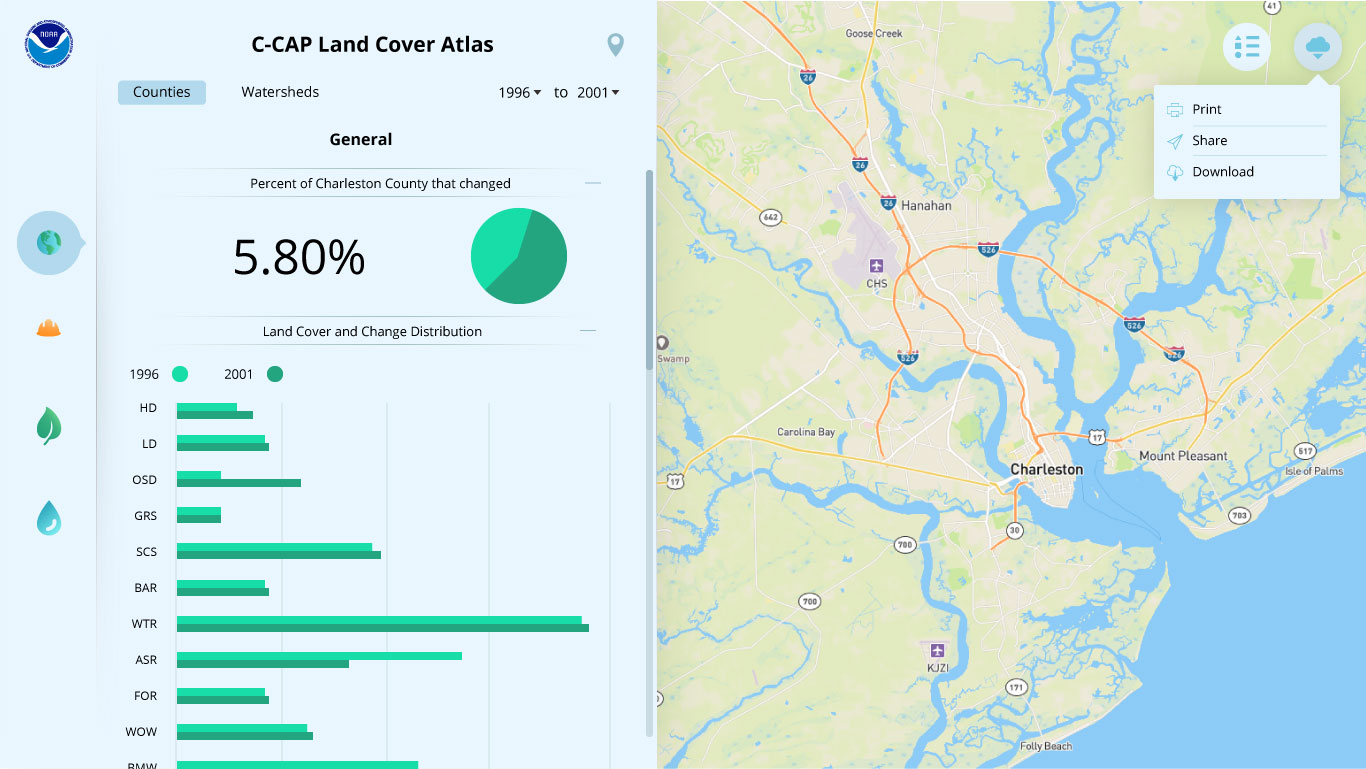 NOAA
C-CAP Land Cover Atlas
Counties
Watersheds
1996 to 2001
General
Percent of Charleston County that changed
5.80%
Land Cover and Change Distribution
1996
2001
HD
LD
OSD
GRS
SCS
BAR
WTR
ASR
FOR
WOW
BMW
Print
Share
Download
41
Goose Creek
26
26
26
Hanahan
642
526
CHS
526
526
526
Swamp
Carolina Bay
17
Mount Pleasant
517
Isle of Palms
Charleston
17
703
30
700
700
KJZI
171
Folly Beach